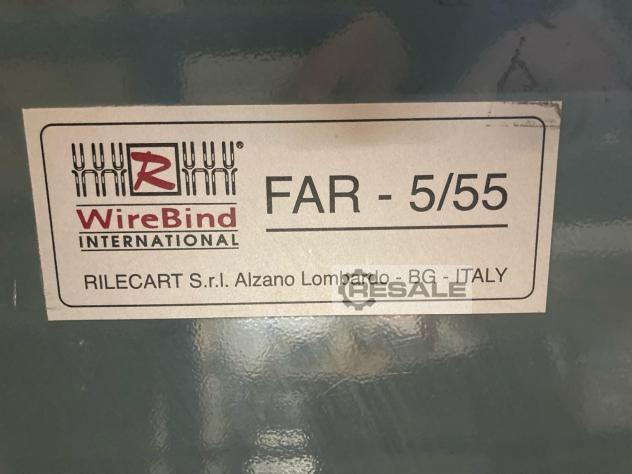 R®
FAR - 5/55
WireBind
INTERNATIONAL
RILECART S.r.l. Alzano Lombardo - BG - ITALY
RESALE